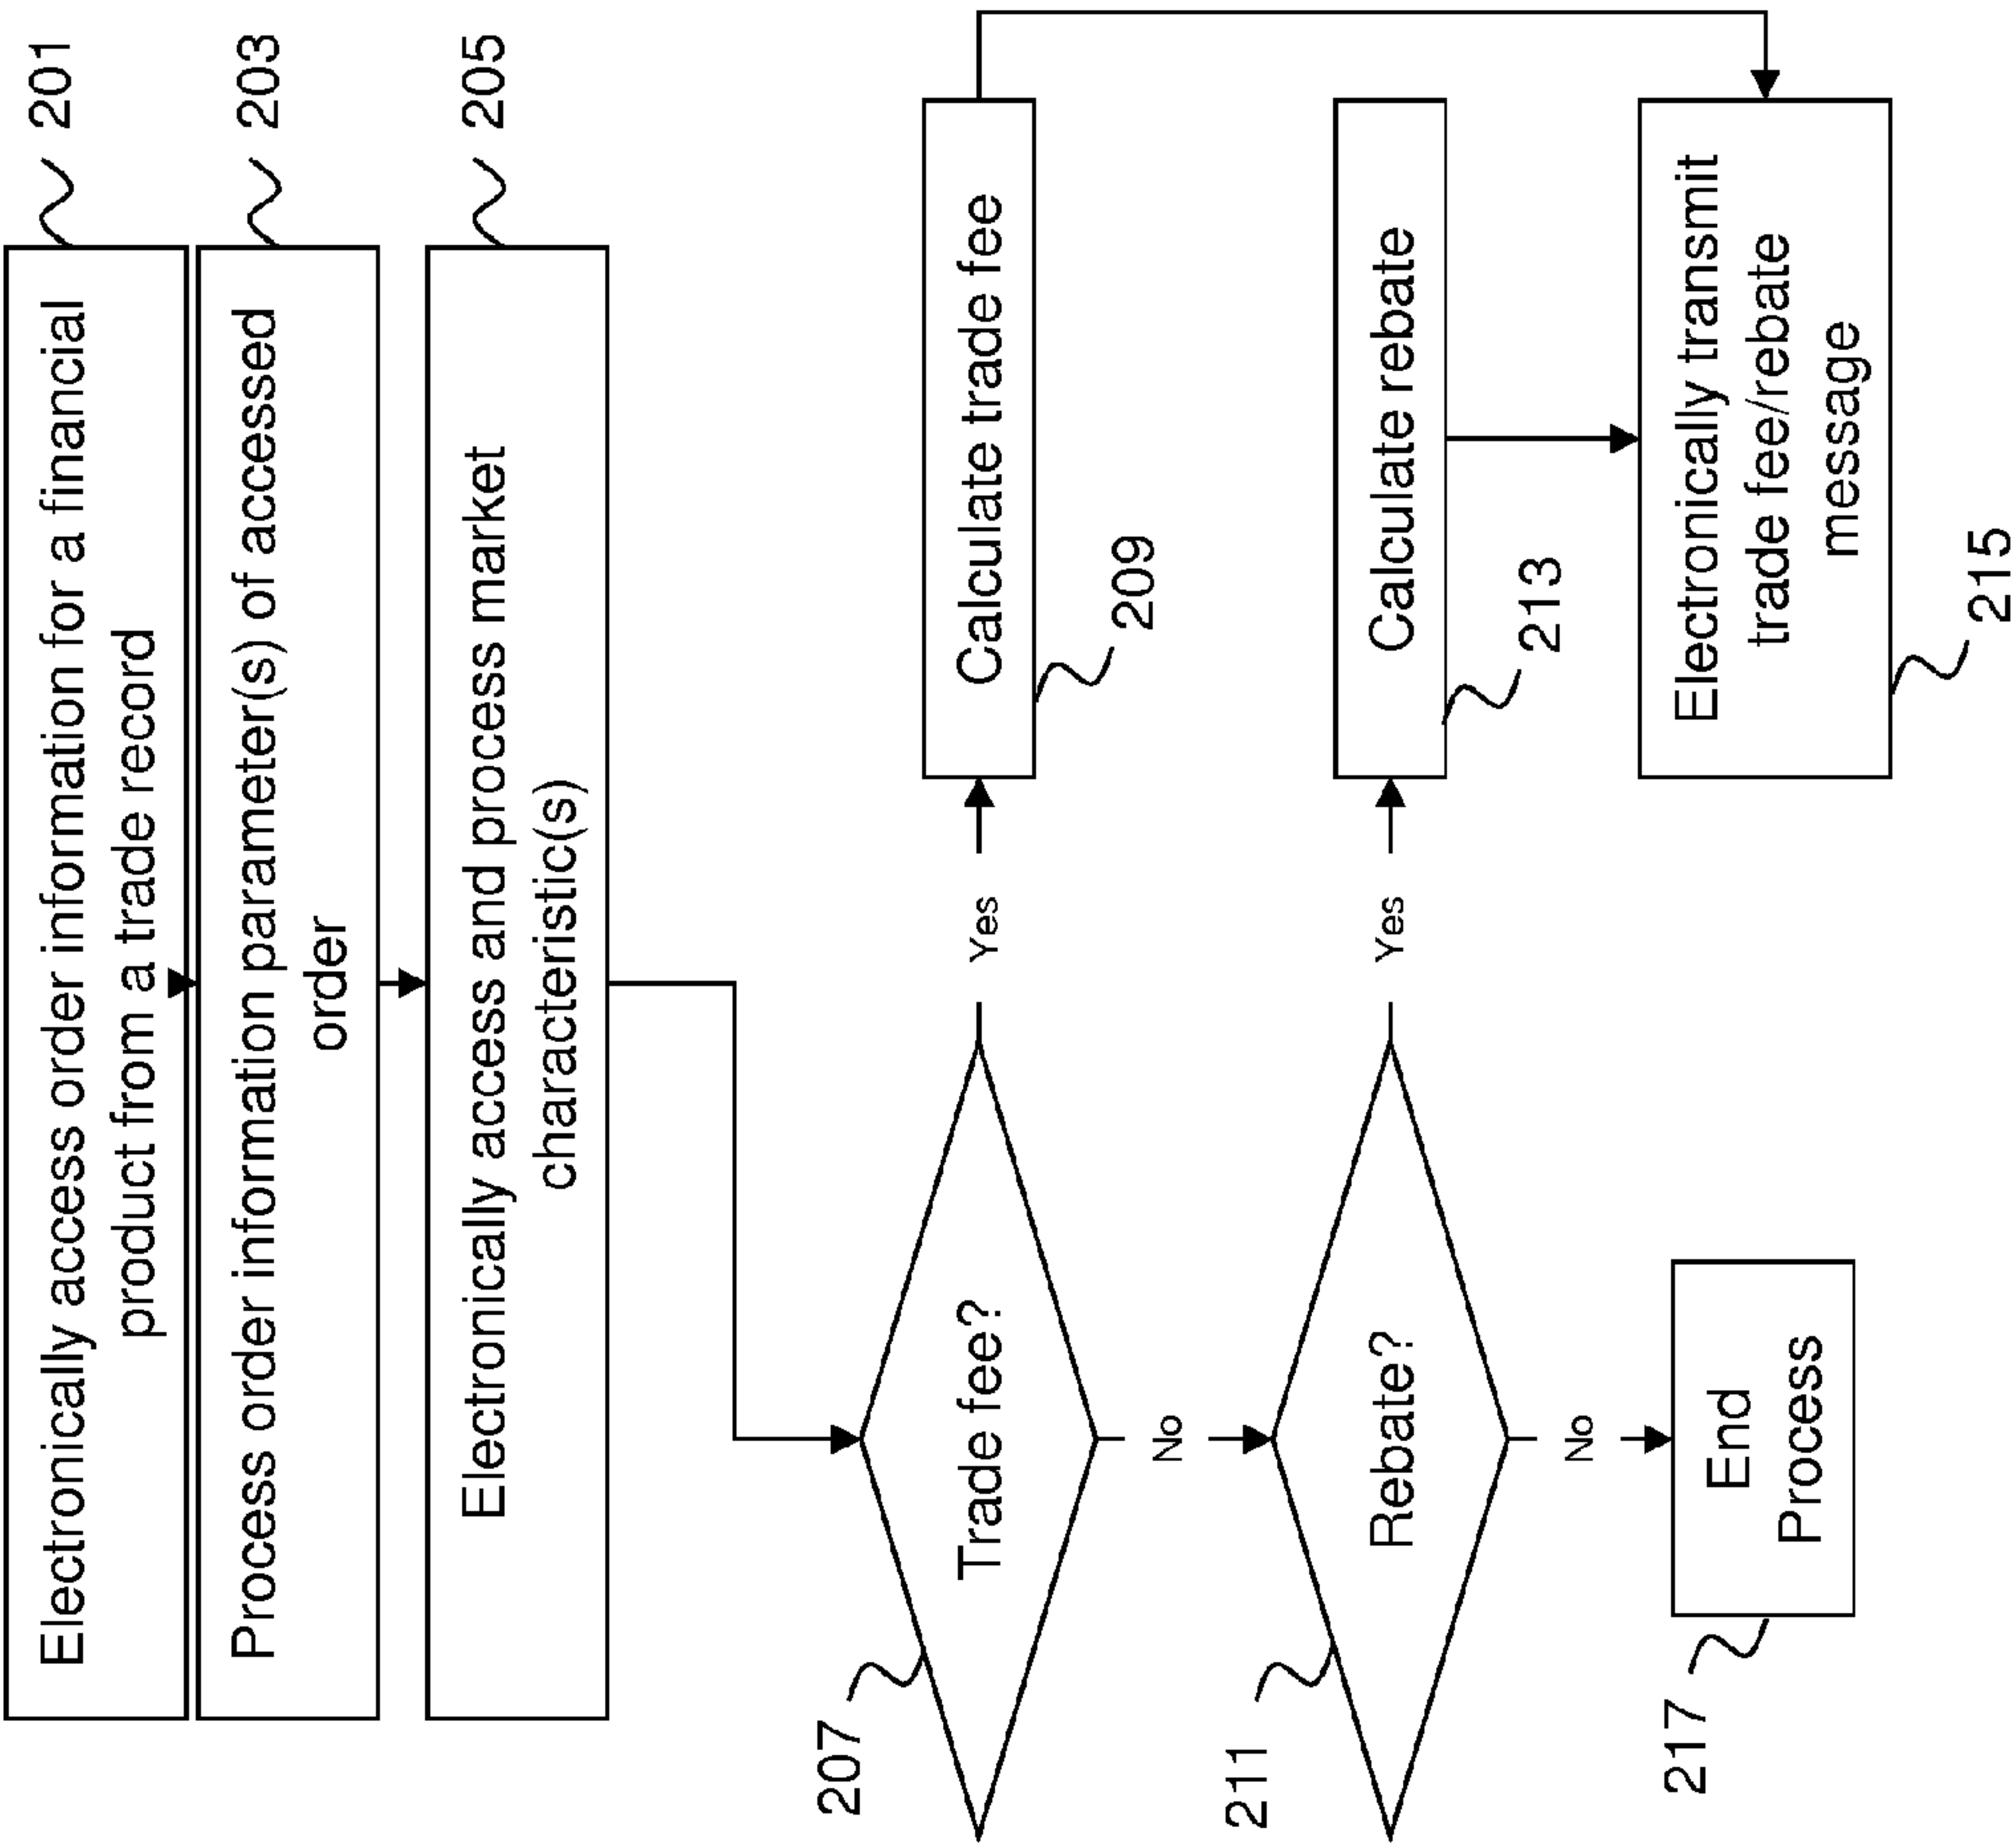 Electronically access order information for a financial
product from a trade record
201
Process order information parameter(s) of accessed
order
203
Electronically access and process market
characteristic(s)
205
207
Trade fee?
Yes
Calculate trade fee
209
No
211
Rebate?
Yes
Calculate rebate
213
No
217
End
Process
Electronically transmit
trade fee/rebate
message
215